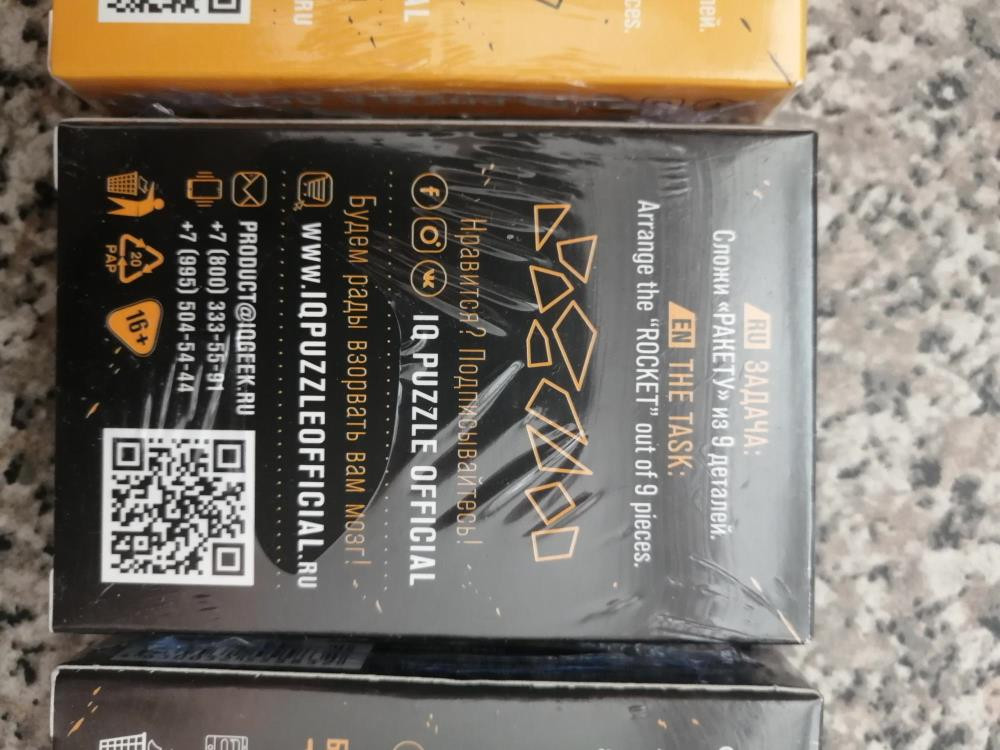 RU ЗАДАЧА:
Сложи «РАКЕТУ» из 9 деталей.
EN THE TASK:
Arrange the "ROCKET" out of 9 pieces.
Нравится? Подписывайтесь!
IQ PUZZLE OFFICIAL
Будем рады взорвать вам мозг!
WWW.IQPUZZLEOFFICIAL.RU
PRODUCT@IQGEEK.RU
+7 (800) 333-55-91
+7 (995) 504-54-44
20
PAP
16+